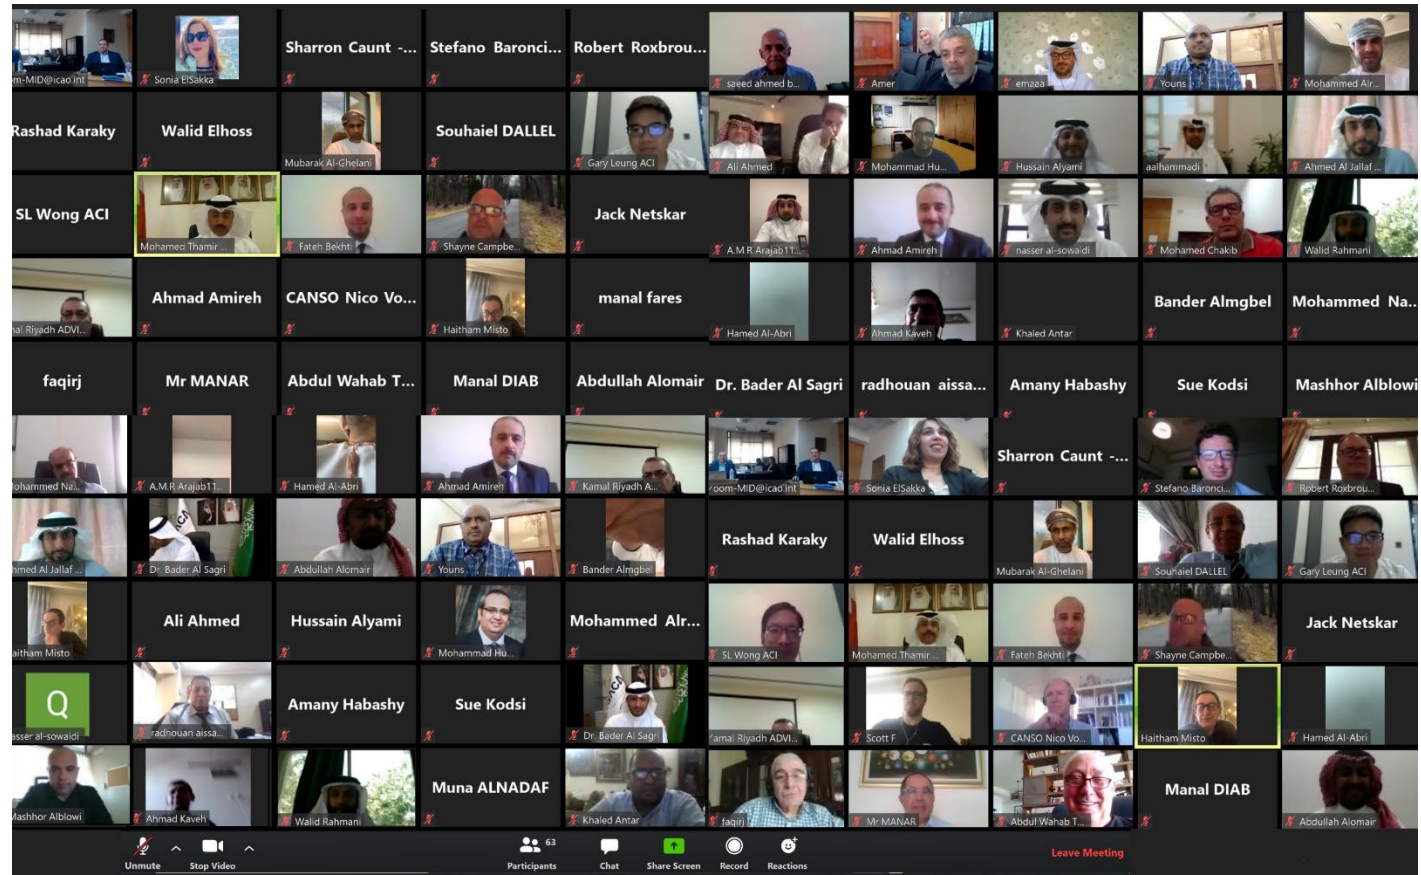 om-MID@icao.int
Sonia ElSakka
Sharron Caunt -...
Stefano Baronci...
Robert Roxbrou...
saeed ahmed b...
Amer
emaaa
Youns
Mohammed Alr...
Rashad Karaky
Walid Elhoss
Mubarak Al-Ghelani
Souhaiel DALLEL
Gary Leung ACI
Ali Ahmed
Mohammad Hu...
Hussain Alyami
aalhammadi
Ahmed Al Jallaf ...
SL Wong ACI
Mohamed Thamir ...
Fateh Bekhti
Shayne Campbe...
Jack Netskar
A.M.R Arajab11...
Ahmad Amireh
nasser al-sowaidi
Mohamed Chakib
Walid Rahmani
nal Riyadh ADVI...
Ahmad Amireh
CANSO Nico Vo...
Haitham Misto
manal fares
Hamed Al-Abri
Ahmad Kaveh
Khaled Antar
Bander Almgbel
Mohammed Na...
faqirj
Mr MANAR
Abdul Wahab T...
Manal DIAB
Abdullah Alomair
Dr. Bader Al Sagri
radhouan aissa...
Amany Habashy
Sue Kodsi
Mashhor Alblowi
ohammed Na...
A.M.R Arajab11...
Hamed Al-Abri
Ahmad Amireh
Kamal Riyadh A...
oom-MID@icao.int
Sonia ElSakka
Sharron Caunt -...
Stefano Baronci...
Robert Roxbrou...
hmed Al Jallaf ...
Dr. Bader Al Sagri
Abdullah Alomair
Youns
Bander Almgbel
Rashad Karaky
Walid Elhoss
Mubarak Al-Ghelani
Souhaiel DALLEL
Gary Leung ACI
aitham Misto
Ali Ahmed
Hussain Alyami
Mohammad Hu...
Mohammed Alr...
SL Wong ACI
Mohamed Thamir ...
Fateh Bekhti
Shayne Campbe...
Jack Netskar
Q
asser al-sowaidi
radhouan aissa...
Amany Habashy
Sue Kodsi
Dr. Bader Al Sagri
amal Riyadh ADVI...
Scott F
CANSO Nico Vo...
Haitham Misto
Hamed Al-Abri
Mashhor Alblowi
Ahmad Kaveh
Walid Rahmani
Muna ALNADAF
Khaled Antar
faqirj
Mr MANAR
Abdul Wahab T...
Manal DIAB
Abdullah Alomair
Unmute
Stop Video
63
Participants
Chat
Share Screen
Record
Reactions
Leave Meeting